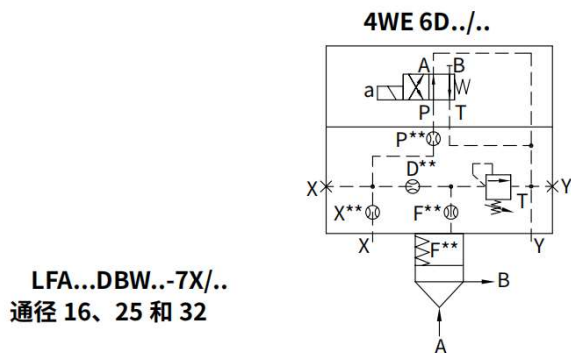 4WE 6D../..
A
B
a
P
T
P**
D**
X
Y
T
X**
F**
X
F**
Y
B
LFA...DBW..-7X/..
通径 16、25 和 32
A